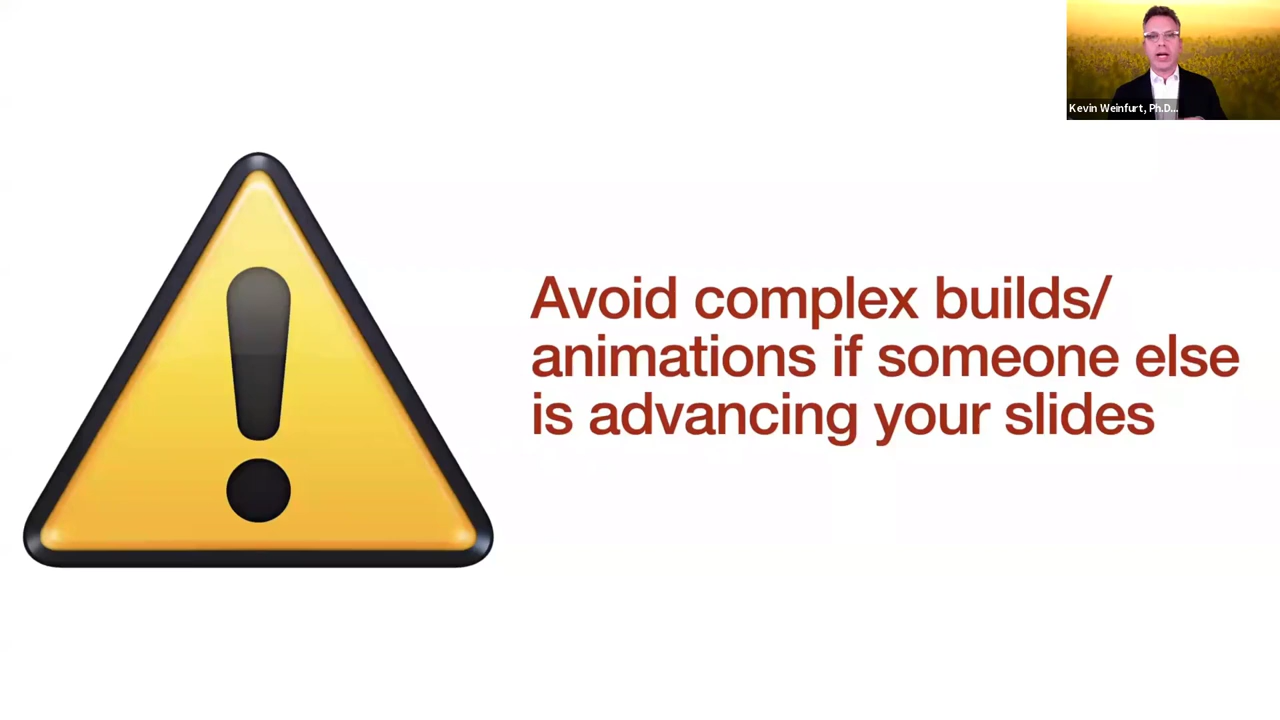 Kevin Weinfurt, Ph.D...
Avoid complex builds/
animations if someone else
is advancing your slides